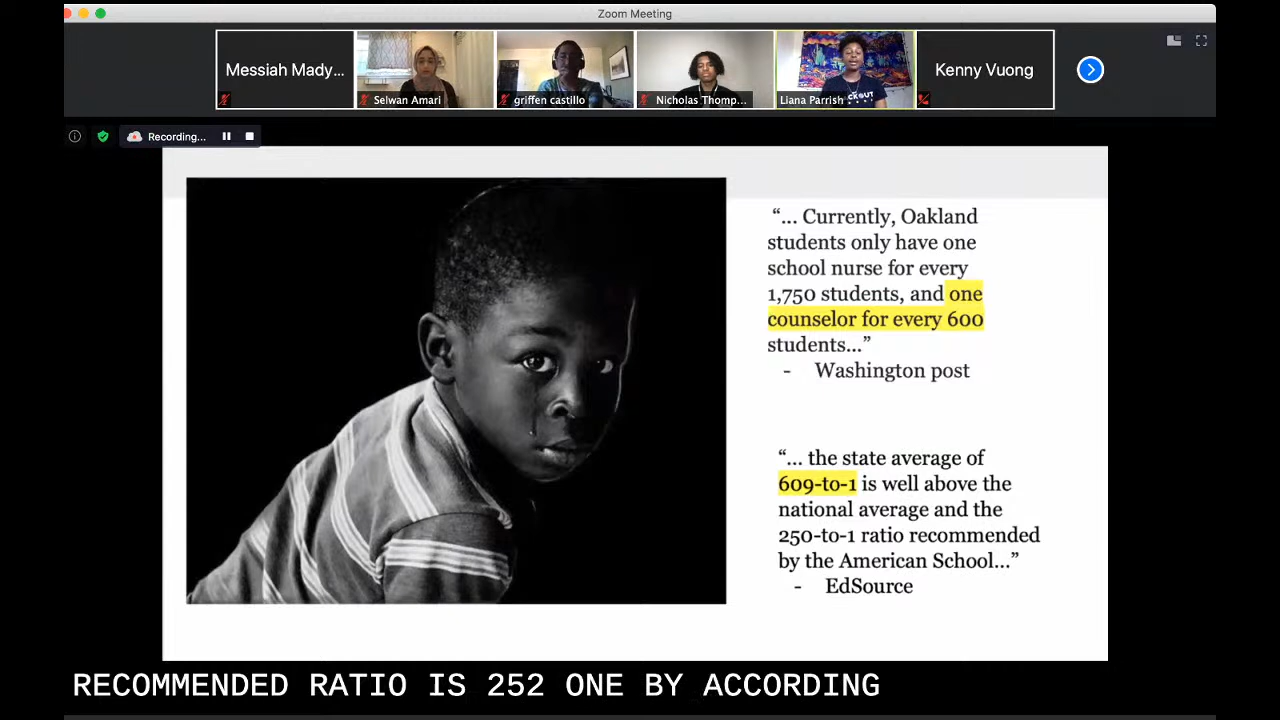 Zoom Meeting
Messiah Mady...
Selwan Amari
griffen castillo
Nicholas Thomp...
Liana Parrish
Kenny Vuong
Recording...
“... Currently, Oakland
students only have one
school nurse for every
1,750 students, and one
counselor for every 600
students...”
- Washington post
“... the state average of
609-to-1 is well above the
national average and the
250-to-1 ratio recommended
by the American School...”
- EdSource
RECOMMENDED RATIO IS 252 ONE BY ACCORDING